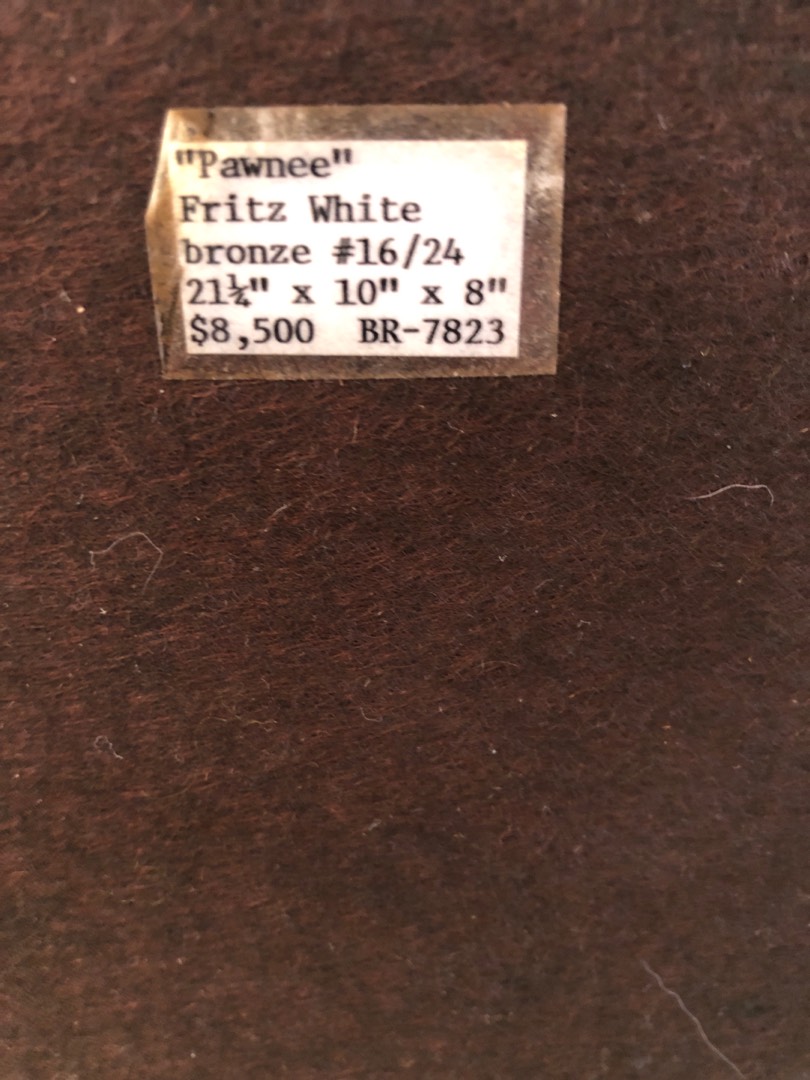 "Pawnee"
Fritz White
bronze #16/24
21¼" x 10" x 8"
$8,500 BR-7823